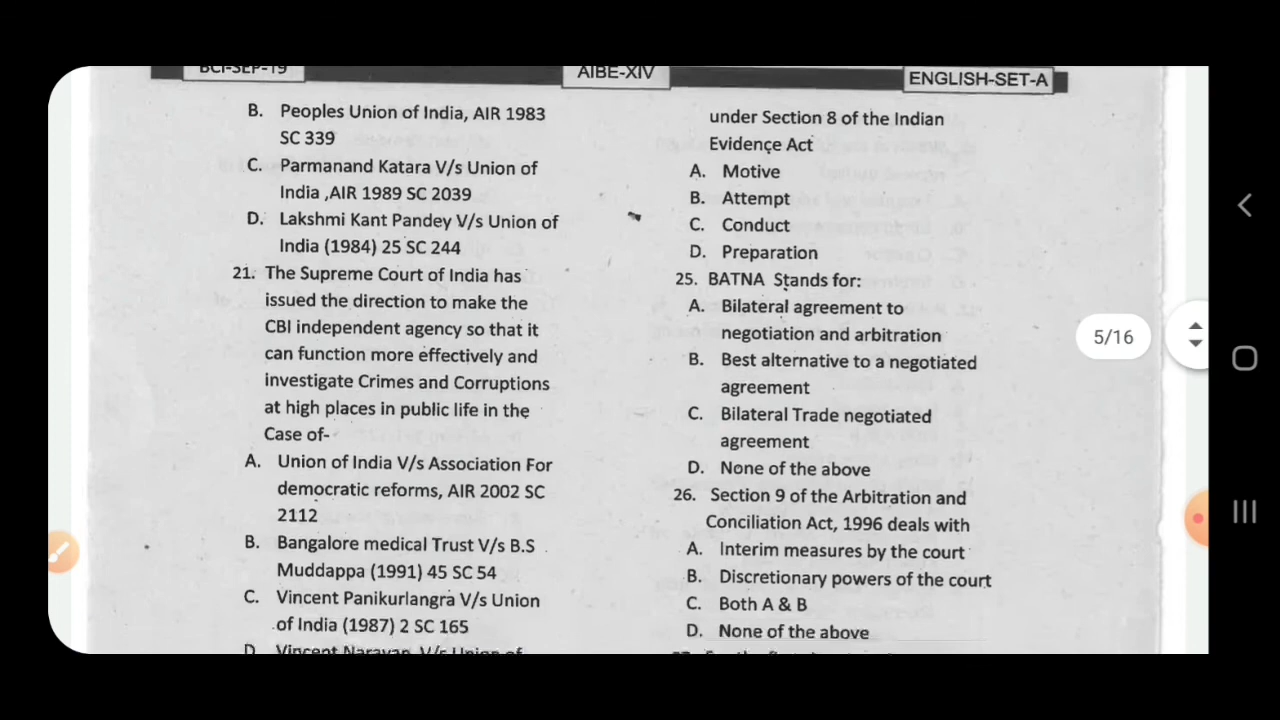 BCI-SEP-19
AIBE-XIV
ENGLISH-SET-A
B. Peoples Union of India, AIR 1983
SC 339
C. Parmanand Katara V/s Union of
India ,AIR 1989 SC 2039
D. Lakshmi Kant Pandey V/s Union of
India (1984) 25 SC 244
21. The Supreme Court of India has
issued the direction to make the
CBI independent agency so that it
can function more effectively and
investigate Crimes and Corruptions
at high places in public life in the
Case of-
A. Union of India V/s Association For
democratic reforms, AIR 2002 SC
2112
B. Bangalore medical Trust V/s B.S
Muddappa (1991) 45 SC 54
C. Vincent Panikurlangra V/s Union
of India (1987) 2 SC 165
D. Vincent Narayan V/s Union of
under Section 8 of the Indian
Evidence Act
A. Motive
B. Attempt
C. Conduct
D. Preparation
25. BATNA Stands for:
A. Bilateral agreement to
negotiation and arbitration
B. Best alternative to a negotiated
agreement
C. Bilateral Trade negotiated
agreement
D. None of the above
26. Section 9 of the Arbitration and
Conciliation Act, 1996 deals with
A. Interim measures by the court
B. Discretionary powers of the court
C. Both A & B
D. None of the above
5/16